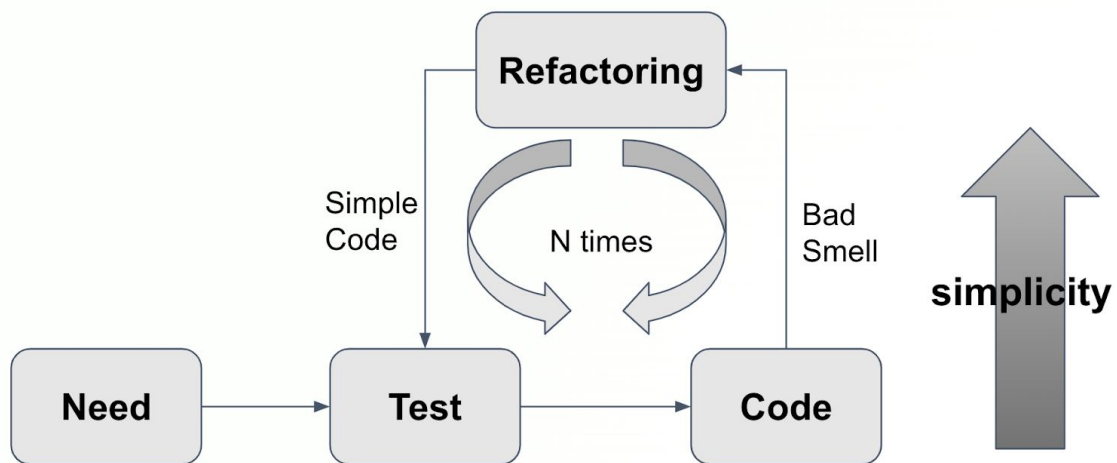 Refactoring
Simple
Code
N times
Bad
Smell
simplicity
Need
Test
Code